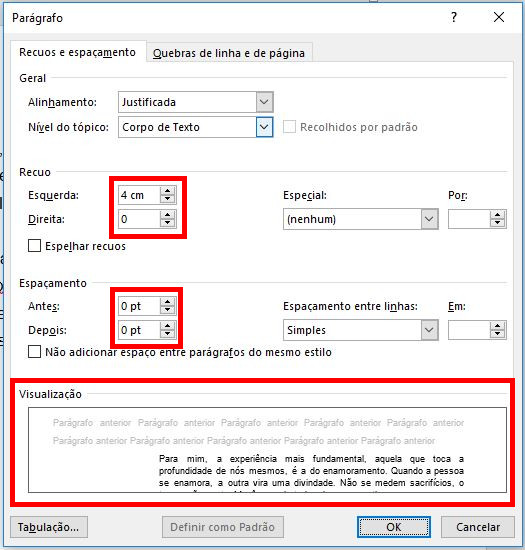 Parágrafo ? ×
Recuos e espaçamento Quebras de linha e de página
Geral
Alinhamento: Justificada
Nível do tópico: Corpo de Texto Recolhidos por padrão
Recuo
Esquerda: 4 cm Especial: Por:
Direita: 0 (nenhum)
Espelhar recuos
Espaçamento
Antes: 0 pt Espaçamento entre linhas: Em:
Depois: 0 pt Simples
Não adicionar espaço entre parágrafos do mesmo estilo
Visualização
Parágrafo anterior Parágrafo anterior Parágrafo anterior Parágrafo anterior Parágrafo anterior
Parágrafo anterior Parágrafo anterior Parágrafo anterior Parágrafo anterior Parágrafo anterior
Para mim, a experiência mais fundamental, aquela que toca a
profundidade de nós mesmos, é a do enamoramento. Quando a pessoa
se enamora, a outra vira uma divindade. Não se medem sacrifícios, o
Tabulação... Definir como Padrão OK Cancelar